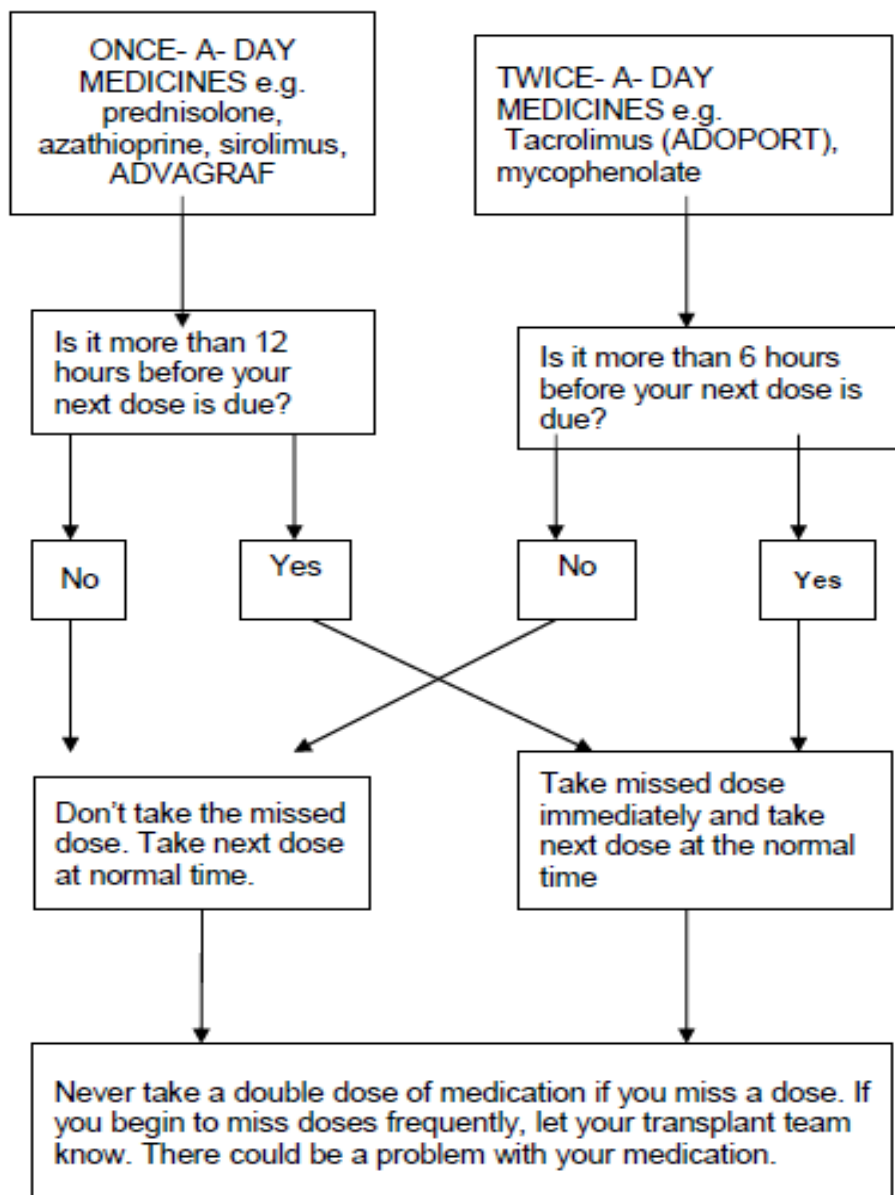 ONCE- A- DAY
MEDICINES e.g.
prednisolone,
azathioprine, sirolimus,
ADVAGRAF
TWICE- A- DAY
MEDICINES e.g.
Tacrolimus (ADOPORT),
mycophenolate
Is it more than 12
hours before your
next dose is due?
Is it more than 6 hours
before your next dose is
due?
No
Yes
No
Yes
Don’t take the missed
dose. Take next dose
at normal time.
Take missed dose
immediately and take
next dose at the normal
time
Never take a double dose of medication if you miss a dose. If
you begin to miss doses frequently, let your transplant team
know. There could be a problem with your medication.